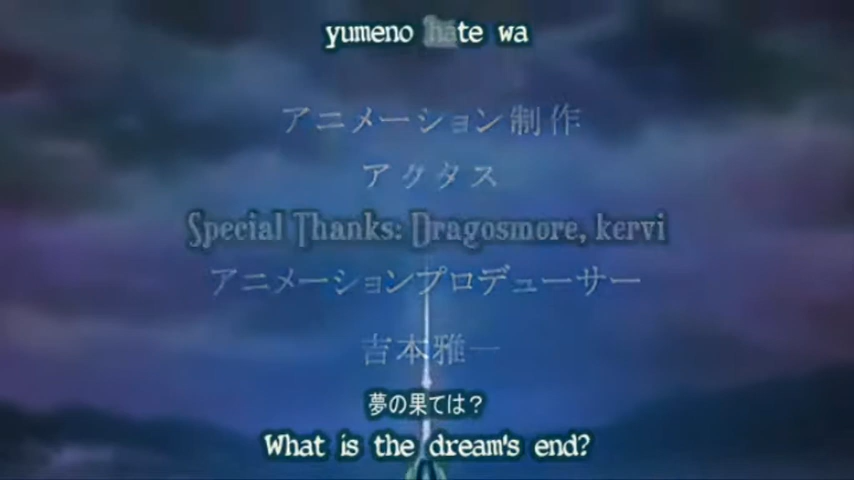 yumeno hate wa
アニメーション制作
アクタス
Special Thanks: Dragosmore, kervi
アニメーションプロデューサー
吉本雅一
夢の果ては？
What is the dream's end?